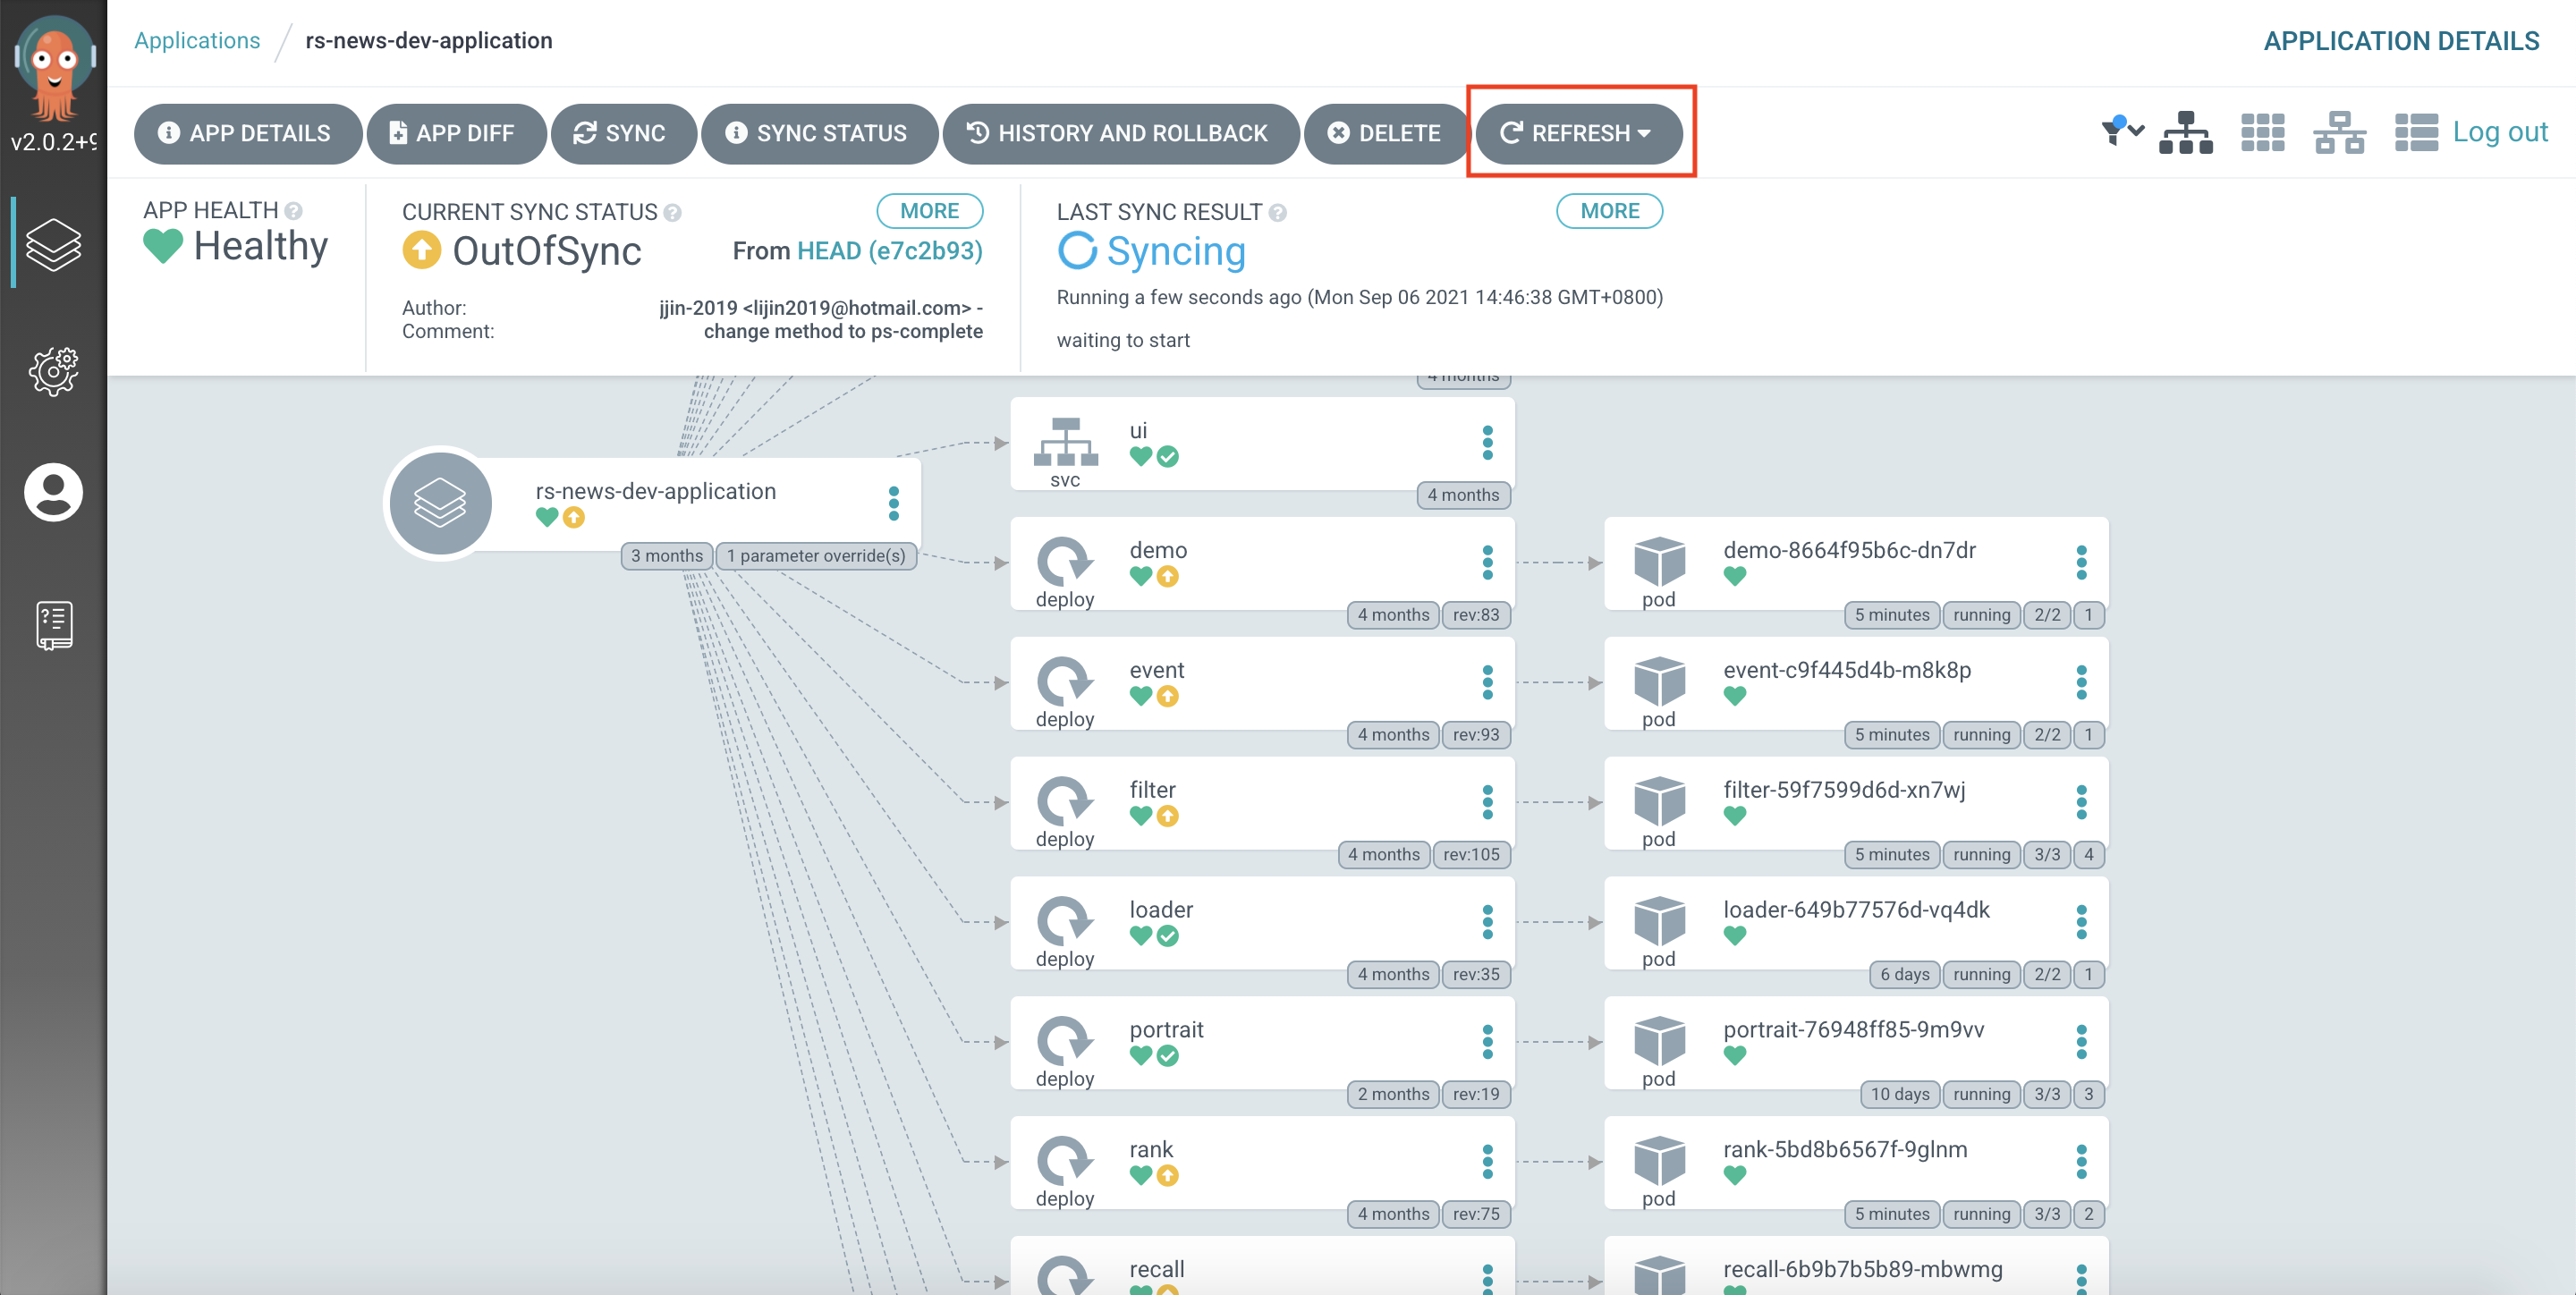 Applications / rs-news-dev-application
APPLICATION DETAILS
v2.0.2+9
APP DETAILS
APP DIFF
SYNC
SYNC STATUS
HISTORY AND ROLLBACK
DELETE
REFRESH
Log out
APP HEALTH
Healthy
CURRENT SYNC STATUS
MORE
OutOfSync
From HEAD (e7c2b93)
Author: jjin-2019 <lijin2019@hotmail.com> -
Comment: change method to ps-complete
LAST SYNC RESULT
MORE
Syncing
Running a few seconds ago (Mon Sep 06 2021 14:46:38 GMT+0800)
waiting to start
4 months
rs-news-dev-application
3 months
1 parameter override(s)
ui
svc
4 months
demo
deploy
4 months
rev:83
demo-8664f95b6c-dn7dr
pod
5 minutes
running
2/2
1
event
deploy
4 months
rev:93
event-c9f445d4b-m8k8p
pod
5 minutes
running
2/2
1
filter
deploy
4 months
rev:105
filter-59f7599d6d-xn7wj
pod
5 minutes
running
3/3
4
loader
deploy
4 months
rev:35
loader-649b77576d-vq4dk
pod
6 days
running
2/2
1
portrait
deploy
2 months
rev:19
portrait-76948ff85-9m9vv
pod
10 days
running
3/3
3
rank
deploy
4 months
rev:75
rank-5bd8b6567f-9glnm
pod
5 minutes
running
3/3
2
recall
recall-6b9b7b5b89-mbwmg